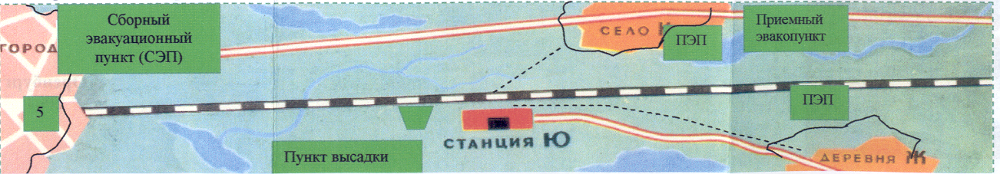 Сборный
эвакуационный
пункт (СЭП)
ГОРОД
5
СЕЛО К
ПЭП
Приемный
эвакопункт
ПЭП
СТАНЦИЯ Ю
Пункт высадки
ДЕРЕВНЯ Ж